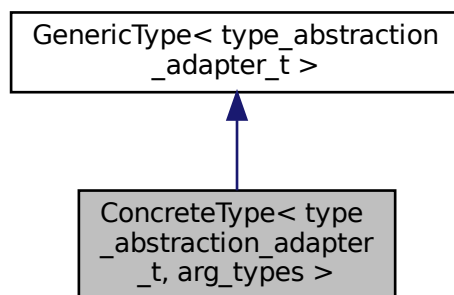 GenericType< type_abstraction
_adapter_t >
ConcreteType< type
_abstraction_adapter
_t, arg_types >